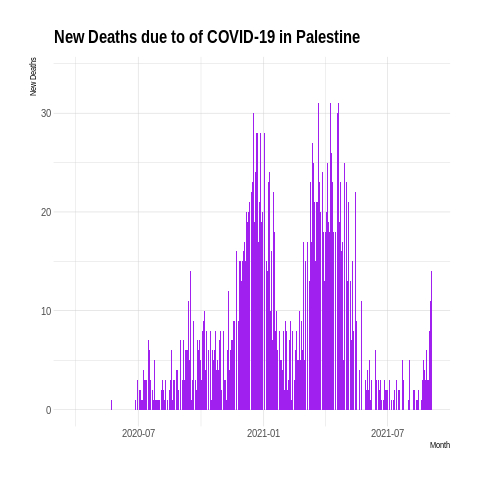 New Deaths due to of COVID-19 in Palestine
New Deaths
30
20
10
0
2020-07 2021-01 2021-07
Month